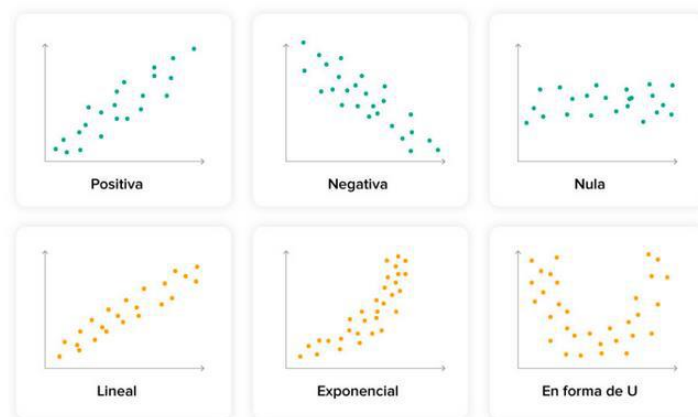 Positiva
Negativa
Nula
Lineal
Exponencial
En forma de U